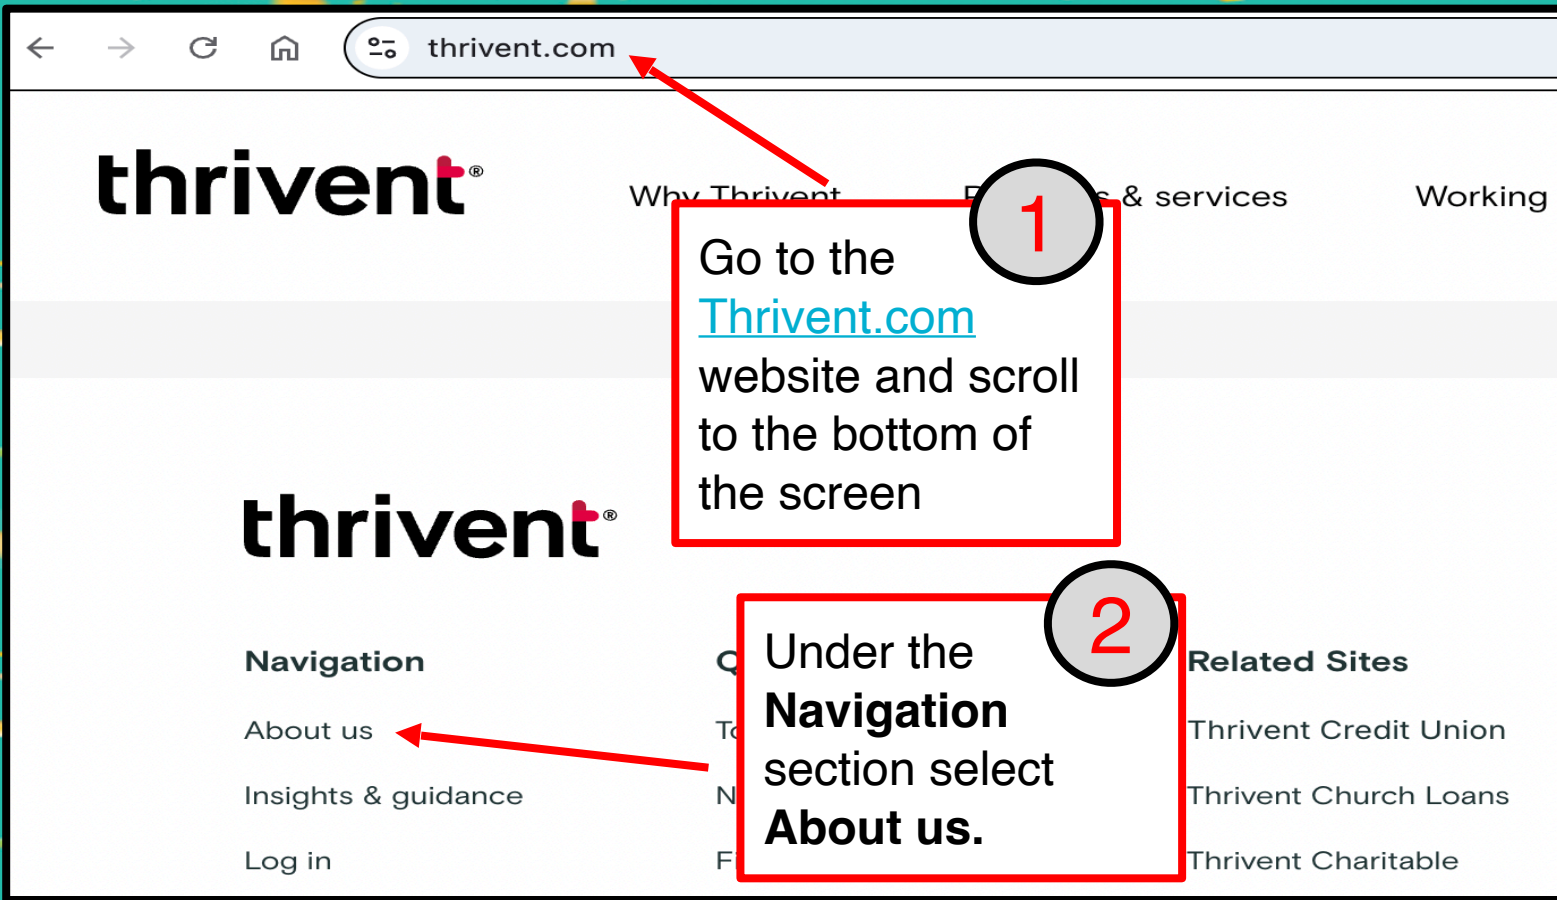 thrivent.com
thrivent®
Why Thrivent & services Working
1
Go to the
Thrivent.com
website and scroll
to the bottom of
the screen
thrivent®
2
Under the
Navigation
section select
About us.
Navigation
About us
Insights & guidance
Log in
Related Sites
Thrivent Credit Union
Thrivent Church Loans
Thrivent Charitable